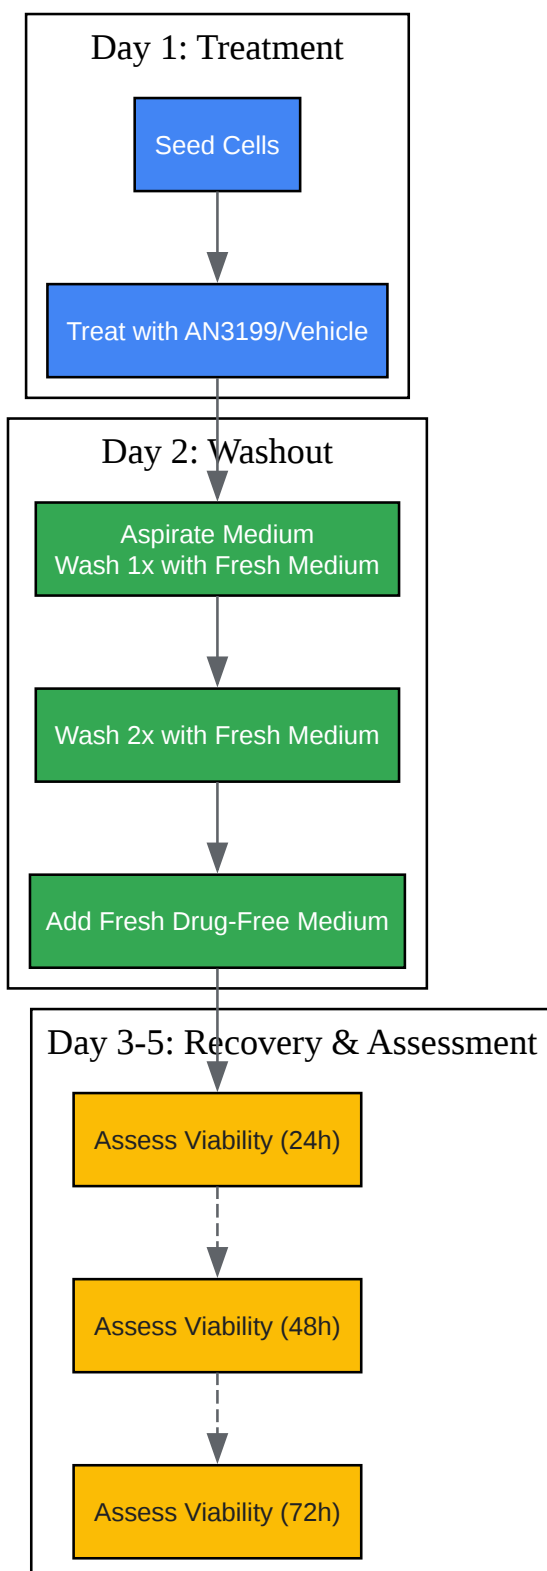 Day 1: Treatment
Seed Cells
Treat with AN3199/Vehicle
Day 2: Washout
Aspirate Medium
Wash 1x with Fresh Medium
Wash 2x with Fresh Medium
Add Fresh Drug-Free Medium
Day 3-5: Recovery & Assessment
Assess Viability (24h)
Assess Viability (48h)
Assess Viability (72h)